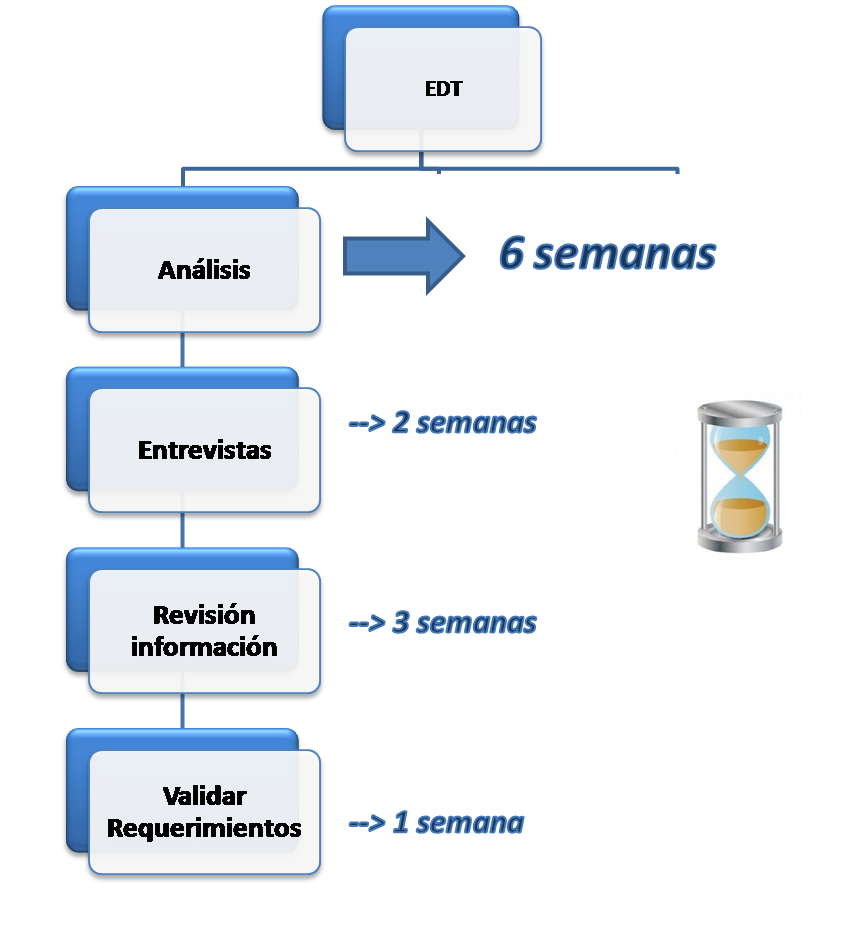 EDT
Análisis
6 semanas
Entrevistas
--> 2 semanas
Revisión
información
--> 3 semanas
Validar
Requerimientos
--> 1 semana